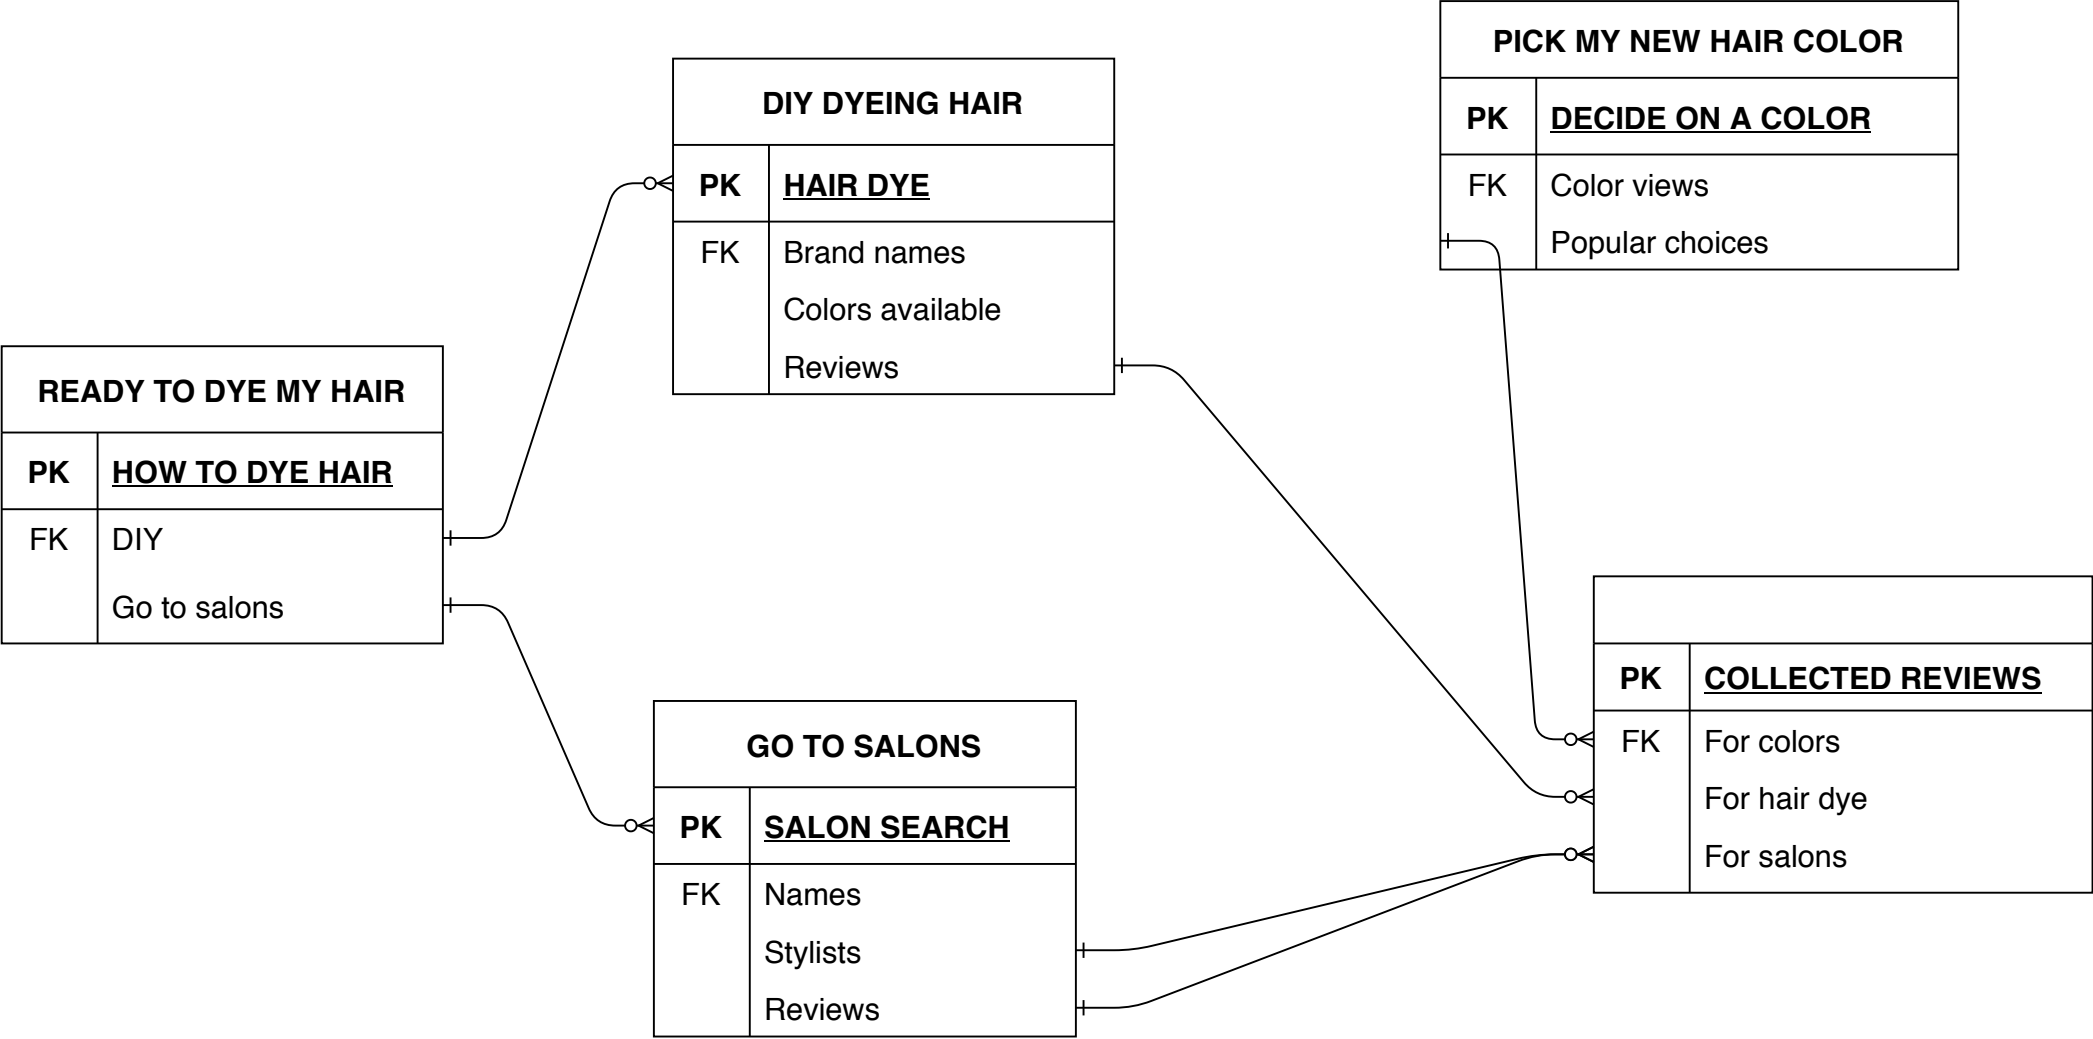 READY TO DYE MY HAIR
PK HOW TO DYE HAIR
FK DIY
Go to salons
DIY DYEING HAIR
PK HAIR DYE
FK Brand names
Colors available
Reviews
GO TO SALONS
PK SALON SEARCH
FK Names
Stylists
Reviews
PICK MY NEW HAIR COLOR
PK DECIDE ON A COLOR
FK Color views
Popular choices
PK COLLECTED REVIEWS
FK For colors
For hair dye
For salons